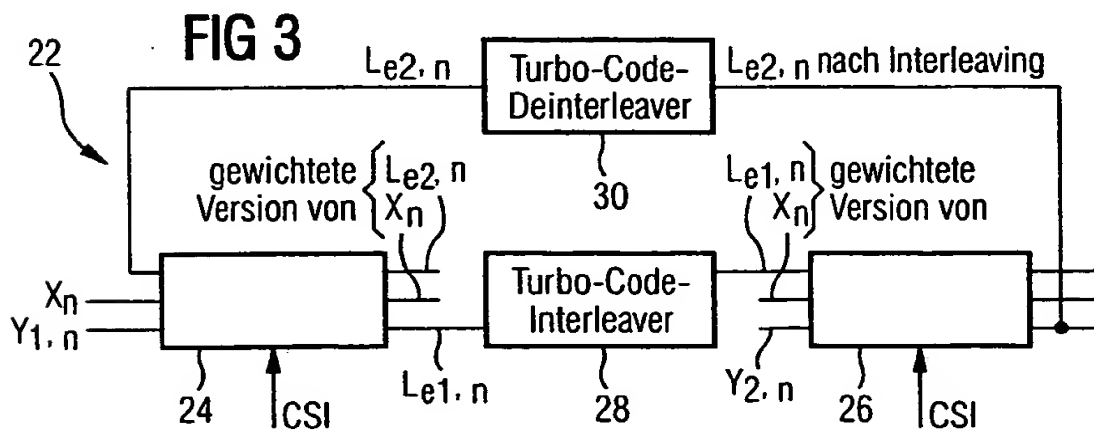 FIG 3
22
Le2, n
Turbo-Code-
Deinterleaver
Le2, n nach Interleaving
30
gewichtete
Version von
Le2, n
Xn
Le1, n
Xn
gewichtete
Version von
Xn
Y1, n
Turbo-Code-
Interleaver
24
CSI
Le1, n
28
Y2, n
26
CSI